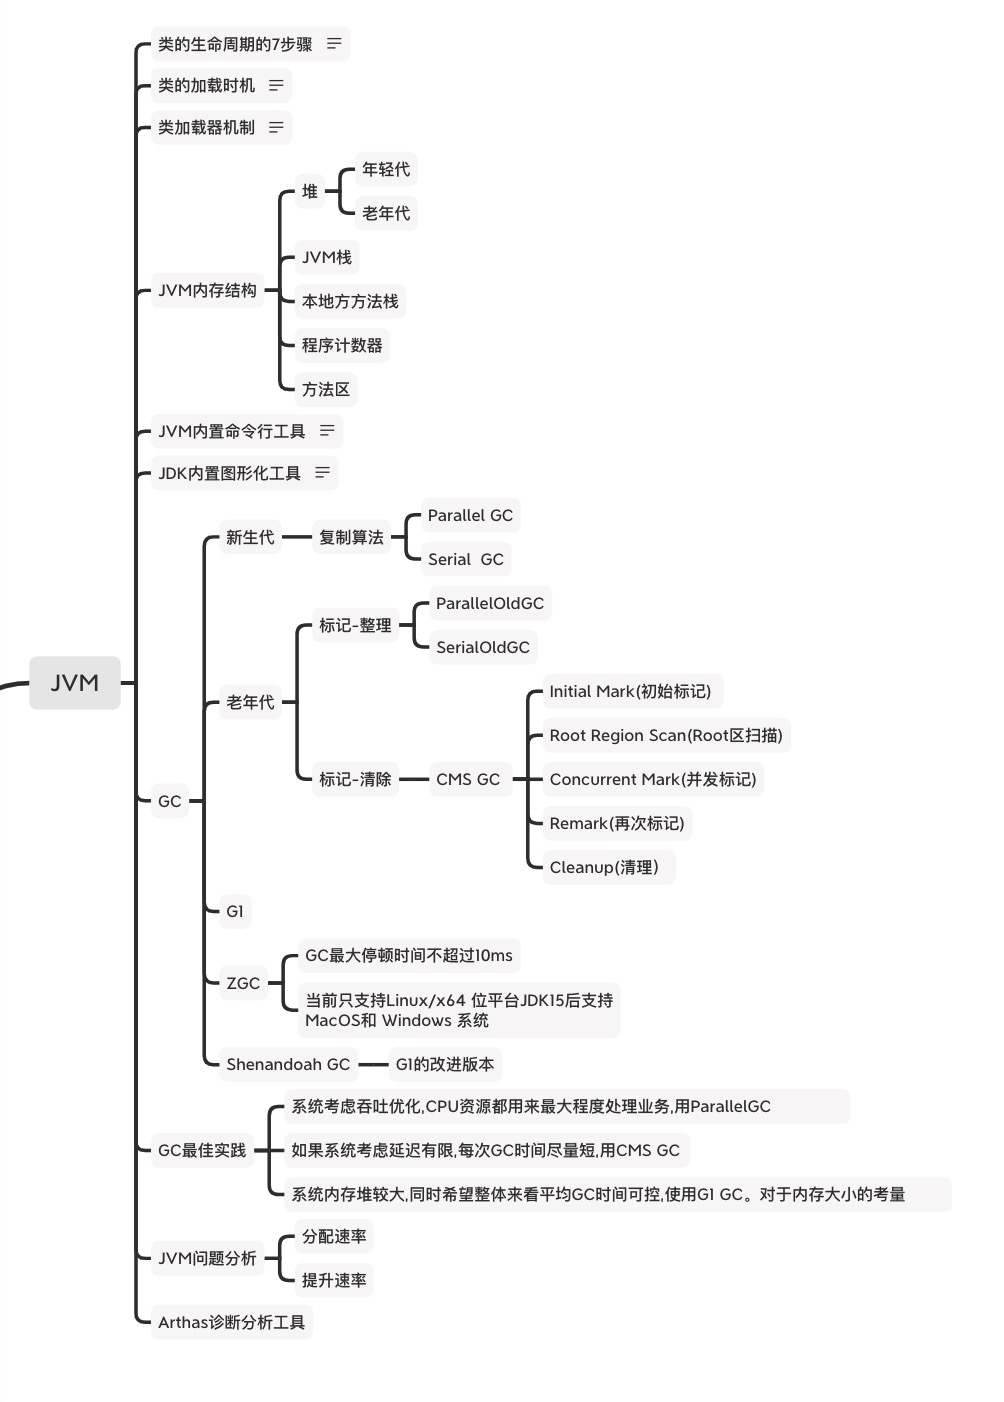 类的生命周期的7步骤
类的加载时机
类加载器机制
年轻代
堆
老年代
JVM栈
JVM内存结构
本地方方法栈
程序计数器
方法区
JVM内置命令行工具
JDK内置图形化工具
Parallel GC
新生代
复制算法
Serial GC
ParallelOldGC
标记-整理
SerialOldGC
JVM
Initial Mark(初始标记)
老年代
Root Region Scan(Root区扫描)
标记-清除
CMS GC
Concurrent Mark(并发标记)
GC
Remark(再次标记)
Cleanup(清理）
G1
GC最大停顿时间不超过10ms
ZGC
当前只支持Linux/x64 位平台JDK15后支持
MacOS和 Windows 系统
Shenandoah GC
G1的改进版本
系统考虑吞吐优化,CPU资源都用来最大程度处理业务,用ParallelGC
GC最佳实践
如果系统考虑延迟有限,每次GC时间尽量短,用CMS GC
系统内存堆较大,同时希望整体来看平均GC时间可控,使用G1 GC。对于内存大小的考量
分配速率
JVM问题分析
提升速率
Arthas诊断分析工具